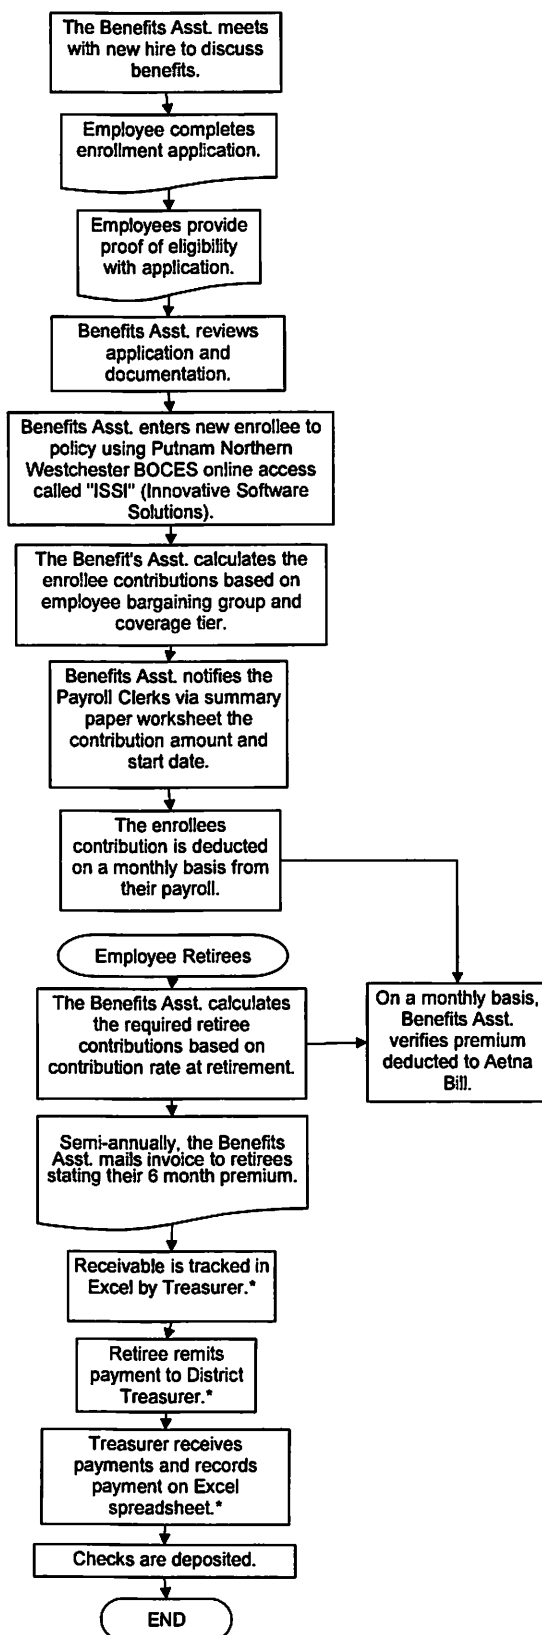 The Benefits Asst. meets
with new hire to discuss
benefits.
Employee completes
enrollment application.
Employees provide
proof of eligibility
with application.
Benefits Asst. reviews
application and
documentation.
Benefits Asst. enters new enrollee to
policy using Putnam Northern
Westchester BOCES online access
called "ISSI" (Innovative Software
Solutions).
The Benefit's Asst. calculates the
enrollee contributions based on
employee bargaining group and
coverage tier.
Benefits Asst. notifies the
Payroll Clerks via summary
paper worksheet the
contribution amount and
start date.
The enrollees
contribution is deducted
on a monthly basis from
their payroll.
Employee Retirees
The Benefits Asst. calculates
the required retiree
contributions based on
contribution rate at retirement.
On a monthly basis,
Benefits Asst.
verifies premium
deducted to Aetna
Bill.
Semi-annually, the Benefits
Asst. mails invoice to retirees
stating their 6 month premium.
Receivable is tracked in
Excel by Treasurer.*
Retiree remits
payment to District
Treasurer.*
Treasurer receives
payments and records
payment on Excel
spreadsheet.*
Checks are deposited.
END